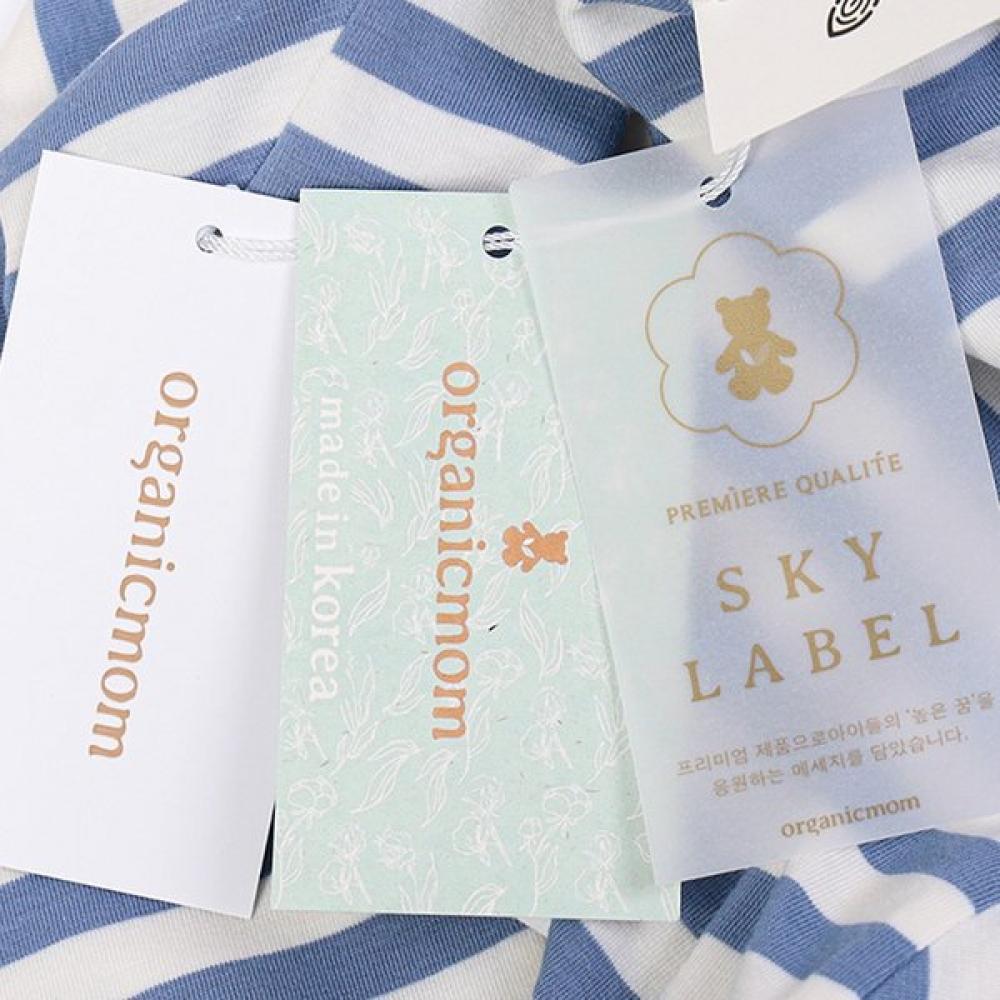 organicmom
made in korea
organicmom
PREMÌERE QUALITÉ
SKY
LABEL
프리미엄 제품으로아이들의 '높은 꿈'을
응원하는 메세지를 담았습니다.
organicmom